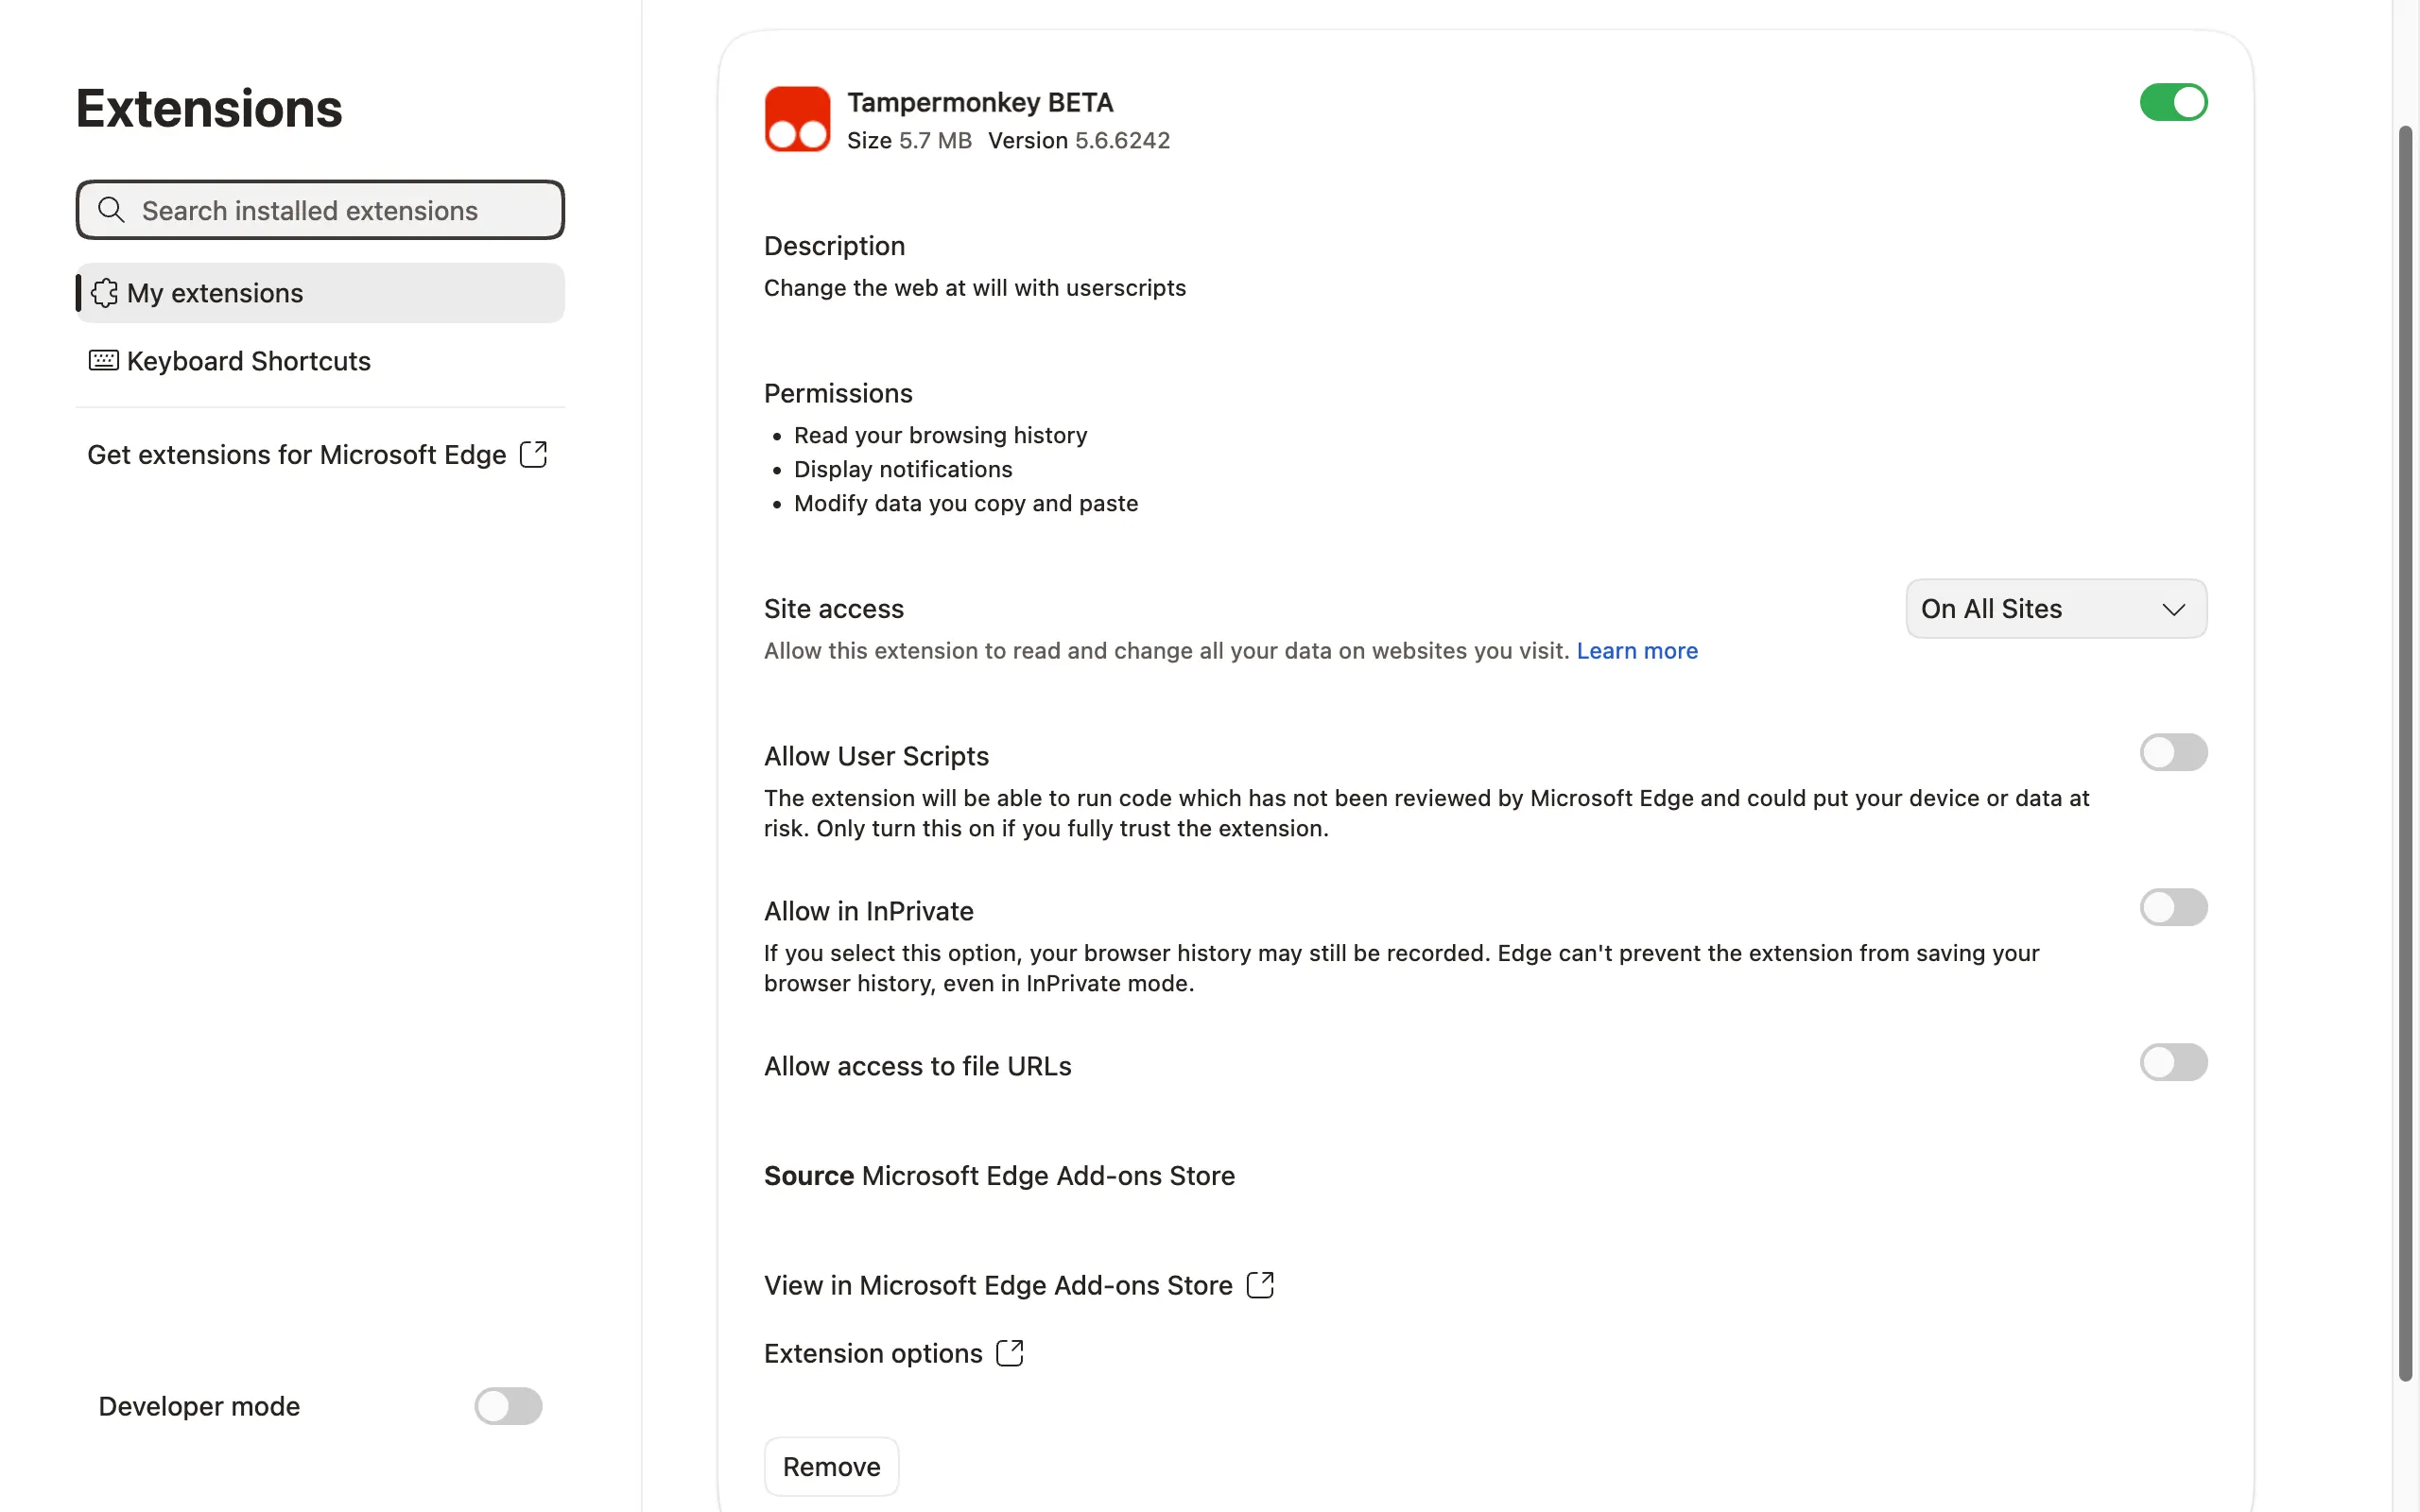 Extensions
Search installed extensions
My extensions
Keyboard Shortcuts
Get extensions for Microsoft Edge
Developer mode
Tampermonkey BETA
Size 5.7 MB Version 5.6.6242
Description
Change the web at will with userscripts
Permissions
Read your browsing history
Display notifications
Modify data you copy and paste
Site access
On All Sites
Allow this extension to read and change all your data on websites you visit. Learn more
Allow User Scripts
The extension will be able to run code which has not been reviewed by Microsoft Edge and could put your device or data at
risk. Only turn this on if you fully trust the extension.
Allow in InPrivate
If you select this option, your browser history may still be recorded. Edge can't prevent the extension from saving your
browser history, even in InPrivate mode.
Allow access to file URLs
Source Microsoft Edge Add-ons Store
View in Microsoft Edge Add-ons Store
Extension options
Remove